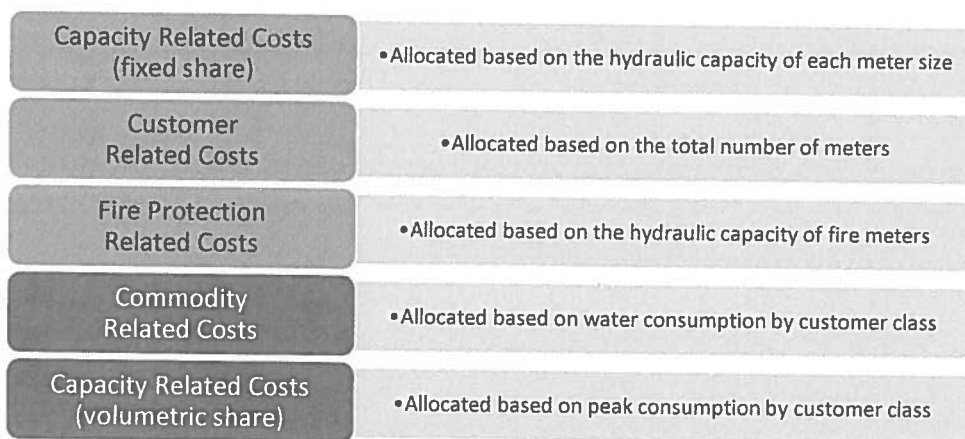 Capacity Related Costs
(fixed share)
•Allocated based on the hydraulic capacity of each meter size
Customer
Related Costs
•Allocated based on the total number of meters
Fire Protection
Related Costs
•Allocated based on the hydraulic capacity of fire meters
Commodity
Related Costs
•Allocated based on water consumption by customer class
Capacity Related Costs
(volumetric share)
•Allocated based on peak consumption by customer class